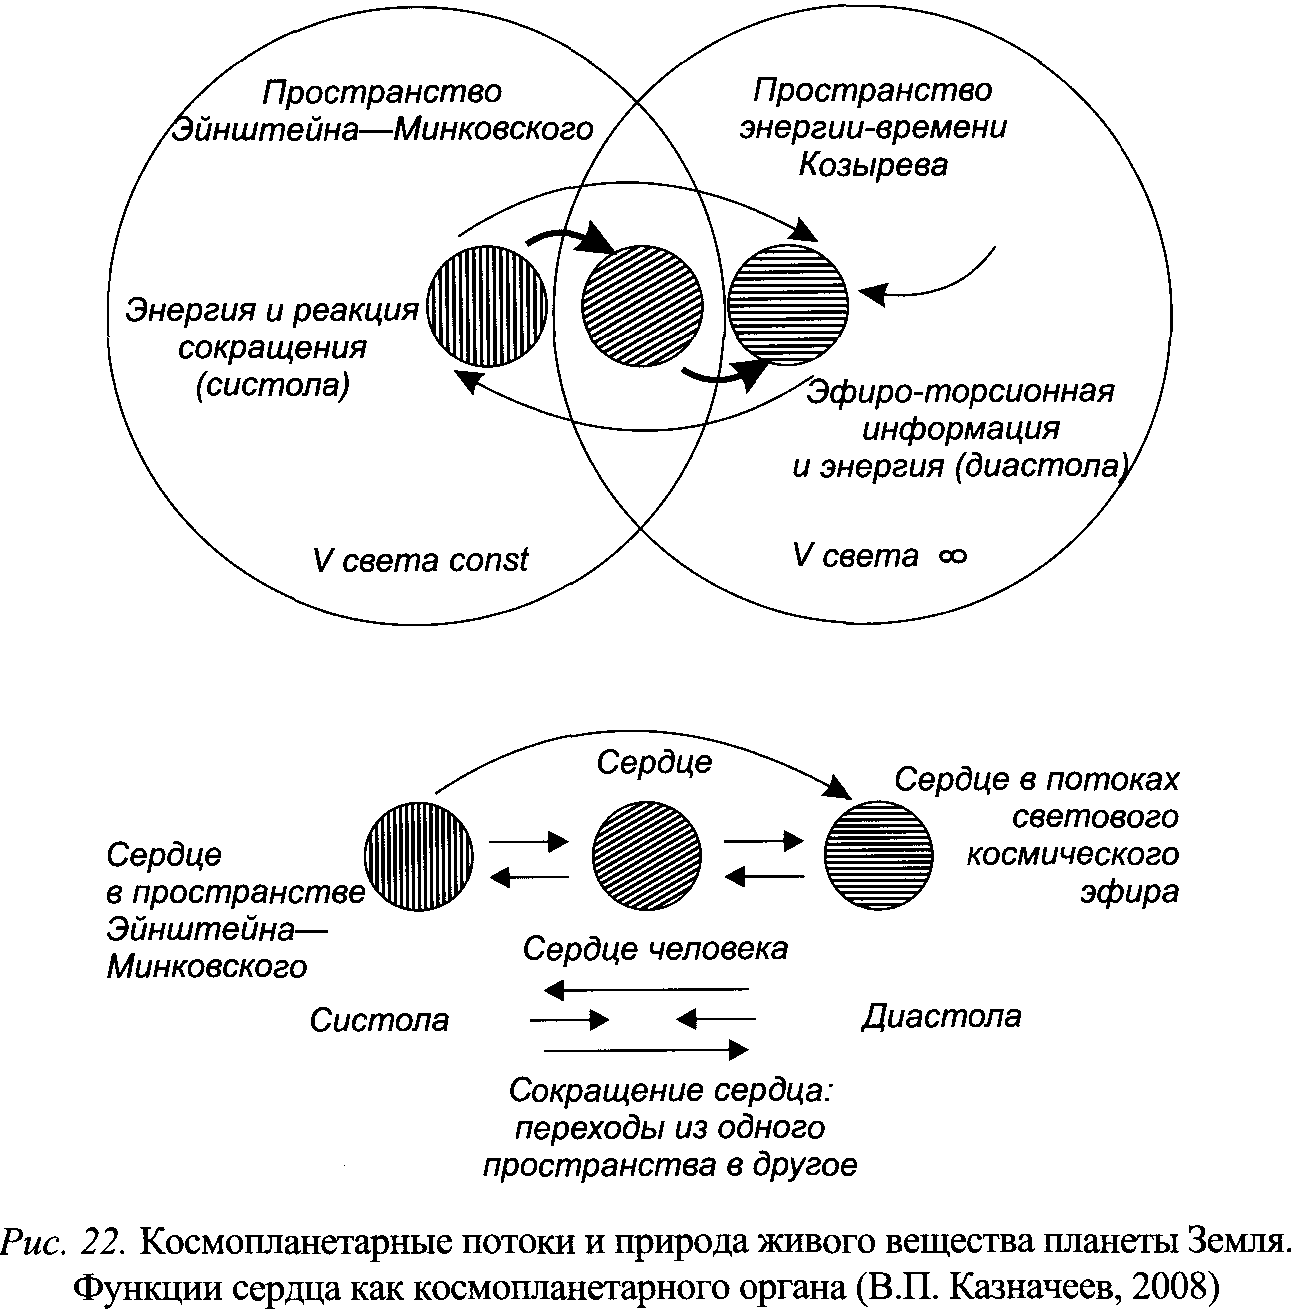 Пространство
Эйнштейна—Минковского
Пространство
энергии-времени
Козырева
Энергия и реакция
сокращения
(систола)
Эфиро-торсионная
информация
и энергия (диастола)
V света const
V света ∞
Сердце
Сердце в потоках
светового
космического
эфира
Сердце
в пространстве
Эйнштейна—
Минковского
Сердце человека
Систола
Диастола
Сокращение сердца:
переходы из одного
пространства в другое
Рис. 22. Космопланетарные потоки и природа живого вещества планеты Земля.
Функции сердца как космопланетарного органа (В.П. Казначеев, 2008)